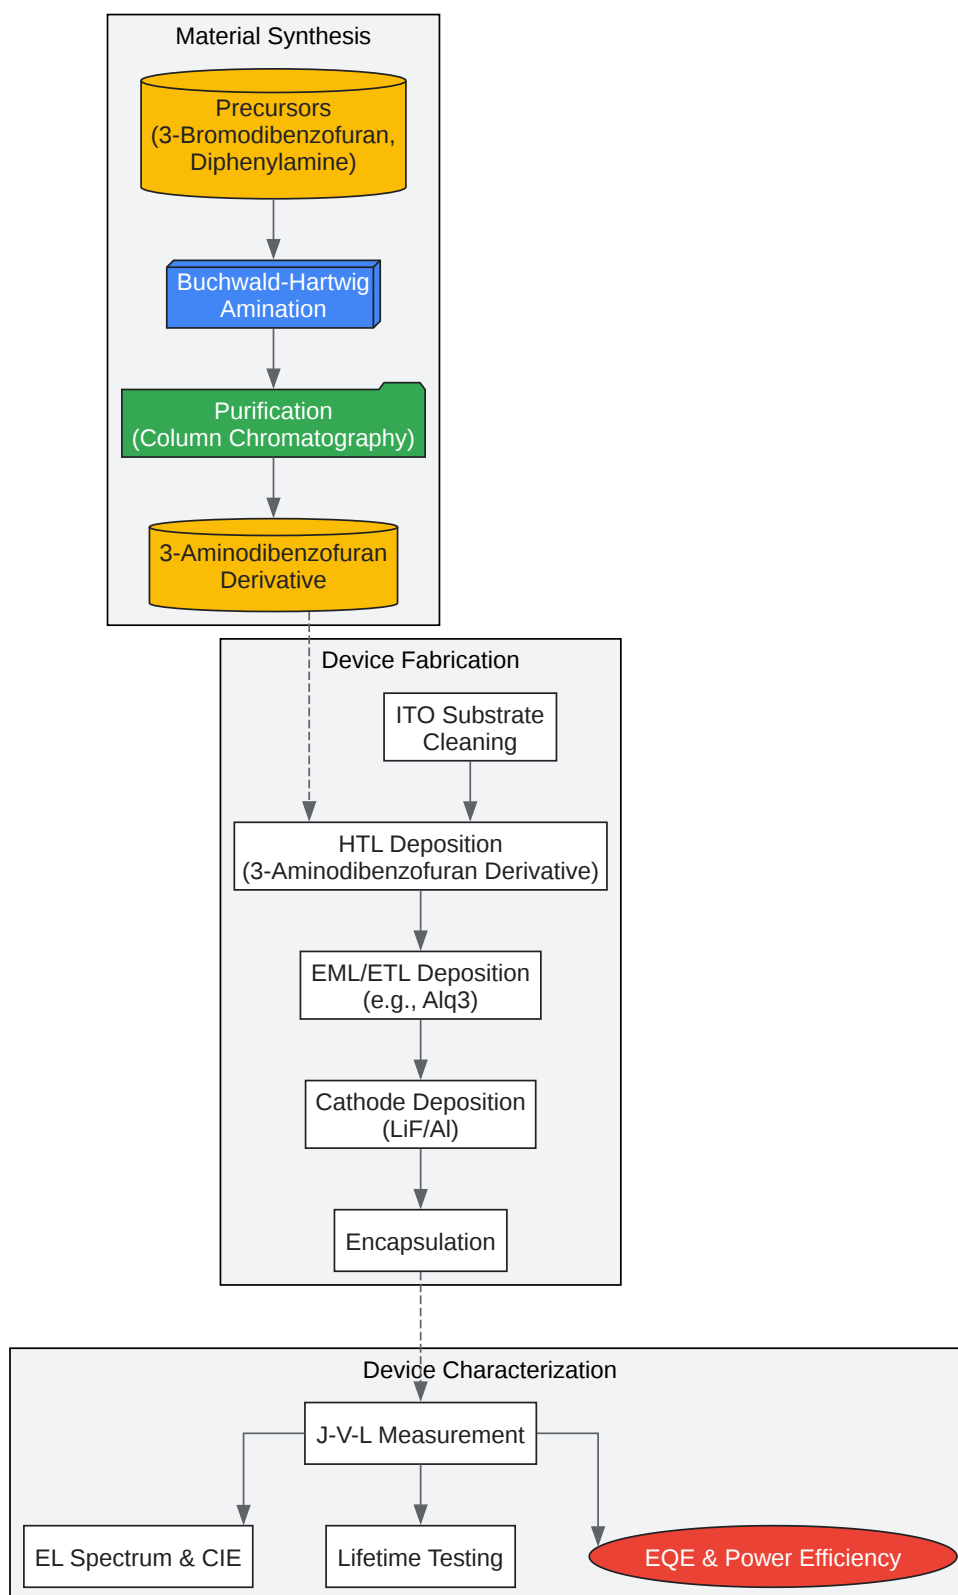 Material Synthesis
Precursors
(3-Bromodibenzofuran,
Diphenylamine)
Buchwald-Hartwig
Amination
Purification
(Column Chromatography)
3-Aminodibenzofuran
Derivative
Device Fabrication
ITO Substrate
Cleaning
HTL Deposition
(3-Aminodibenzofuran Derivative)
EML/ETL Deposition
(e.g., Alq3)
Cathode Deposition
(LiF/Al)
Encapsulation
Device Characterization
J-V-L Measurement
EL Spectrum & CIE
Lifetime Testing
EQE & Power Efficiency